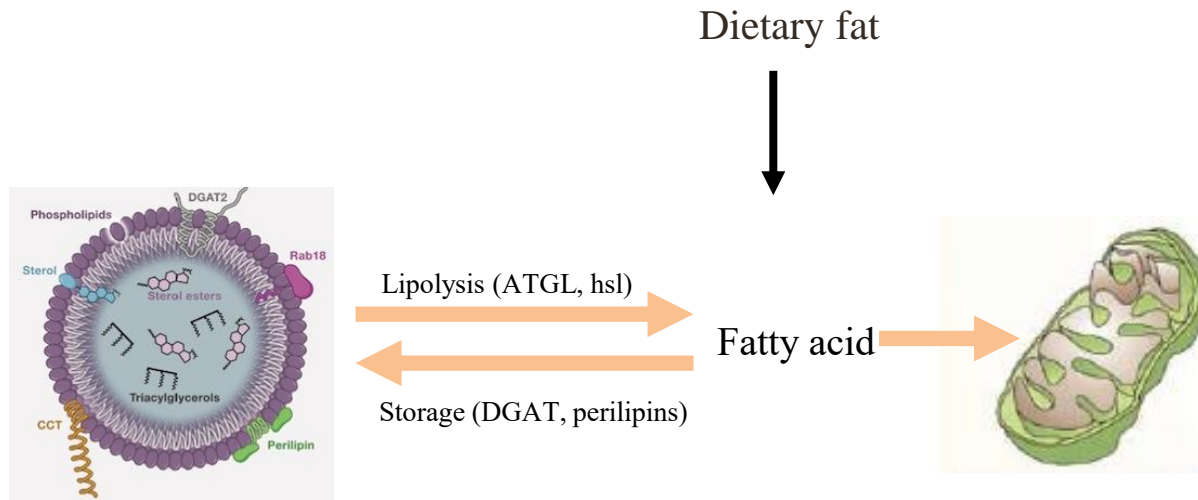 Dietary fat
DGAT2
Phospholipids
Rab18
Sterol
Sterol esters
Triacylglycerols
CCT
Perilipin
Lipolysis (ATGL, hsl)
Fatty acid
Storage (DGAT, perilipins)